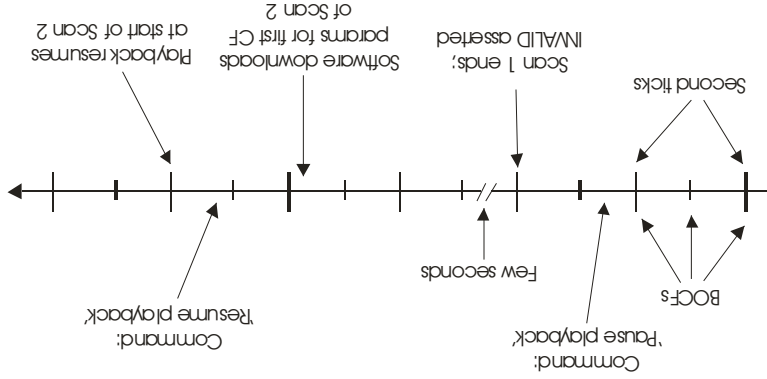 Command:
'Pause playback'
BOCFs
Few seconds
Command:
'Resume playback'
Second ticks
Scan 1 ends;
INVALID asserted
Software downloads
params for first CF
of Scan 2
Playback resumes
at start of Scan 2